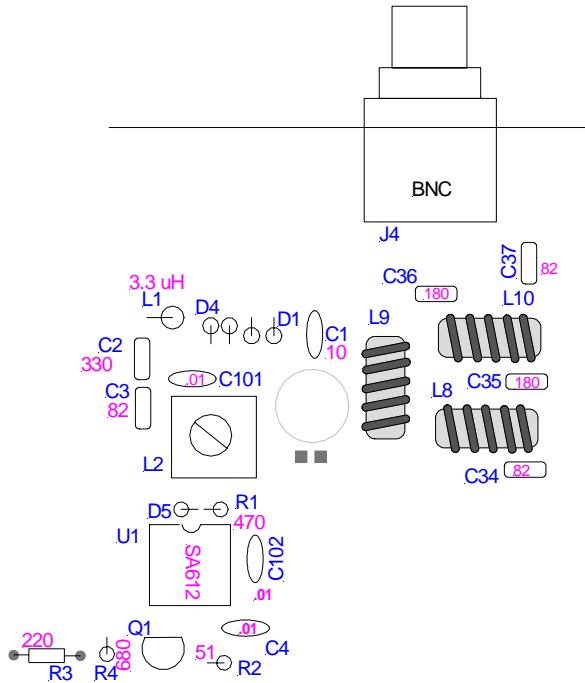 BNC
J4
C37
82
C36
180
3.3 uH
L1
D4
D1
C1
10
L9
L10
C2
330
C3
82
.01
C101
C35
180
L8
L2
C34
82
D5
R1
470
U1
SA612
C102
.01
Q1
.01
C4
220
R3
R4
680
51
R2